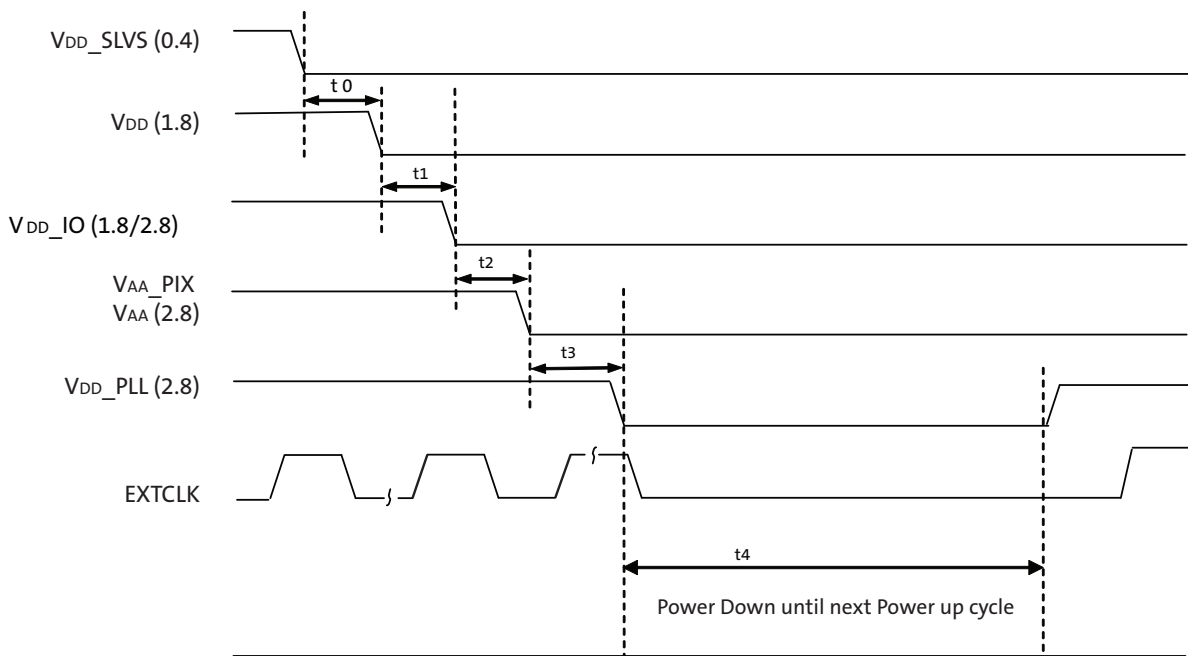 VDD_SLVS (0.4)
t 0
VDD (1.8)
t1
VDD_IO (1.8/2.8)
t2
VAA_PIX
VAA (2.8)
t3
VDD_PLL (2.8)
EXTCLK
t4
Power Down until next Power up cycle